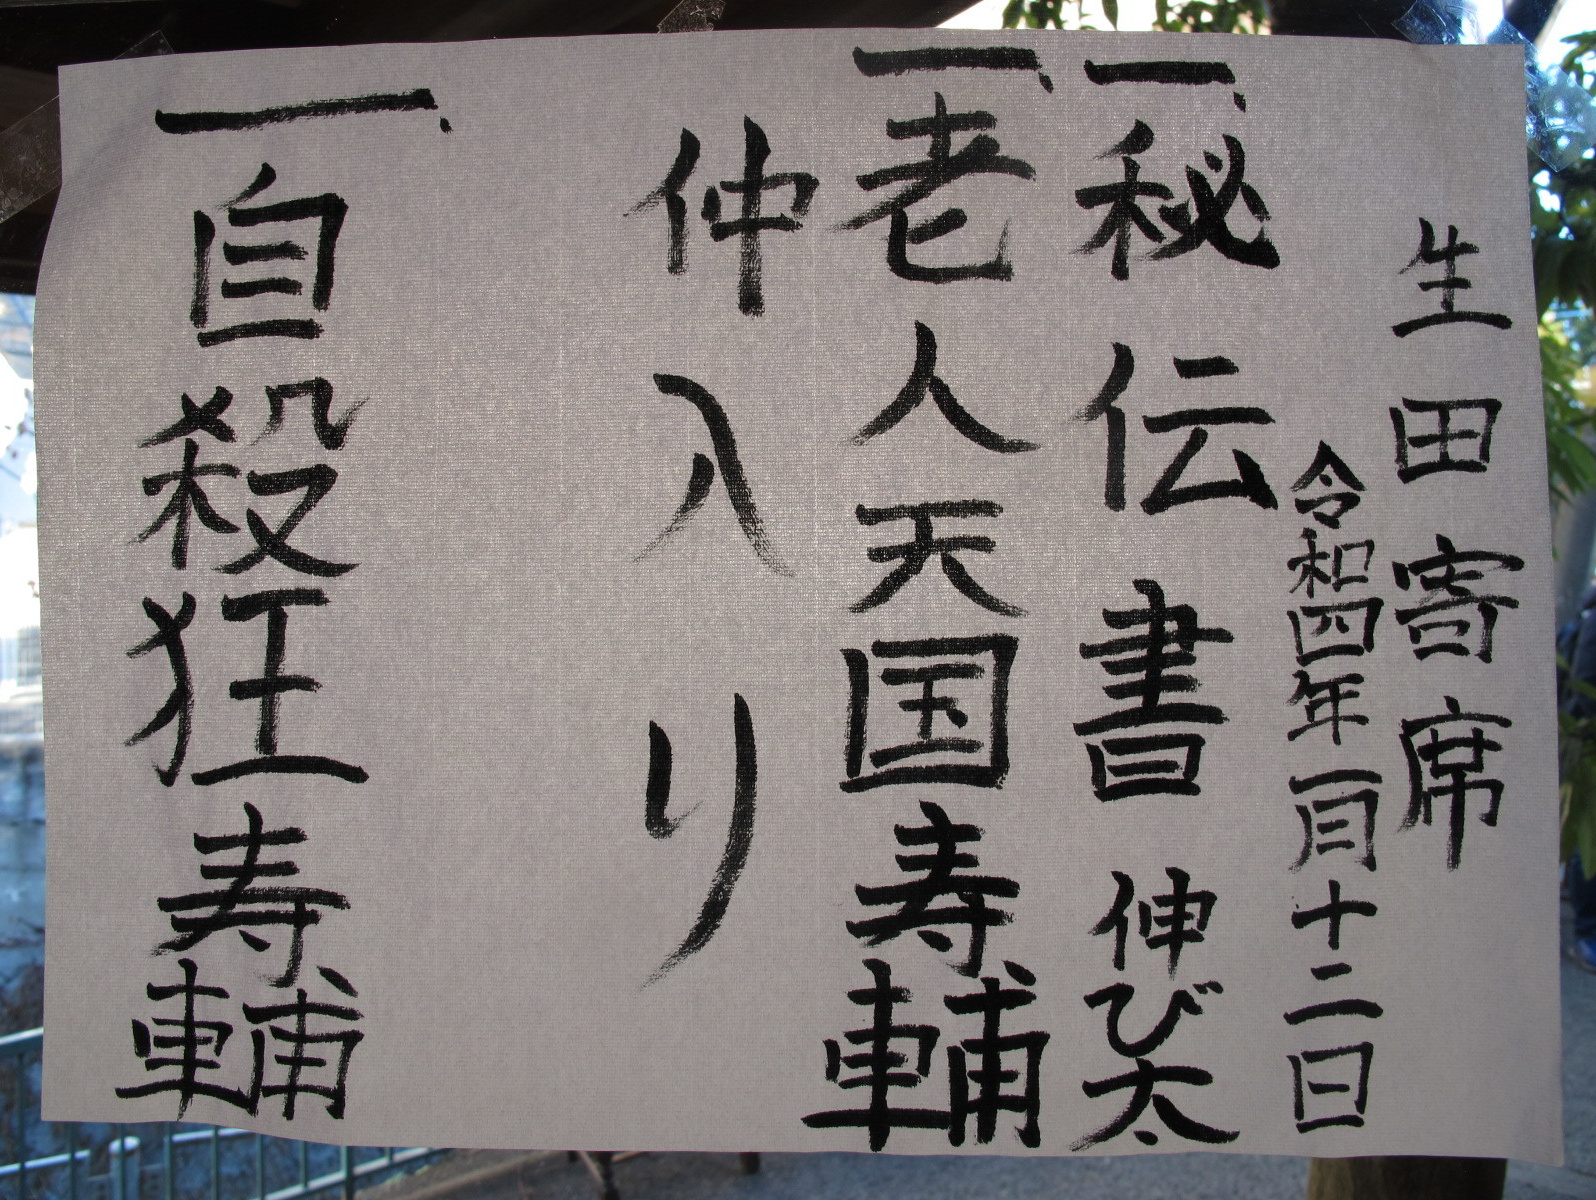 生田寄席
令和四年一月十二日
一、秘伝書 伸び太
一、老人天国 寿輔
仲入り
一、自殺狂 寿輔